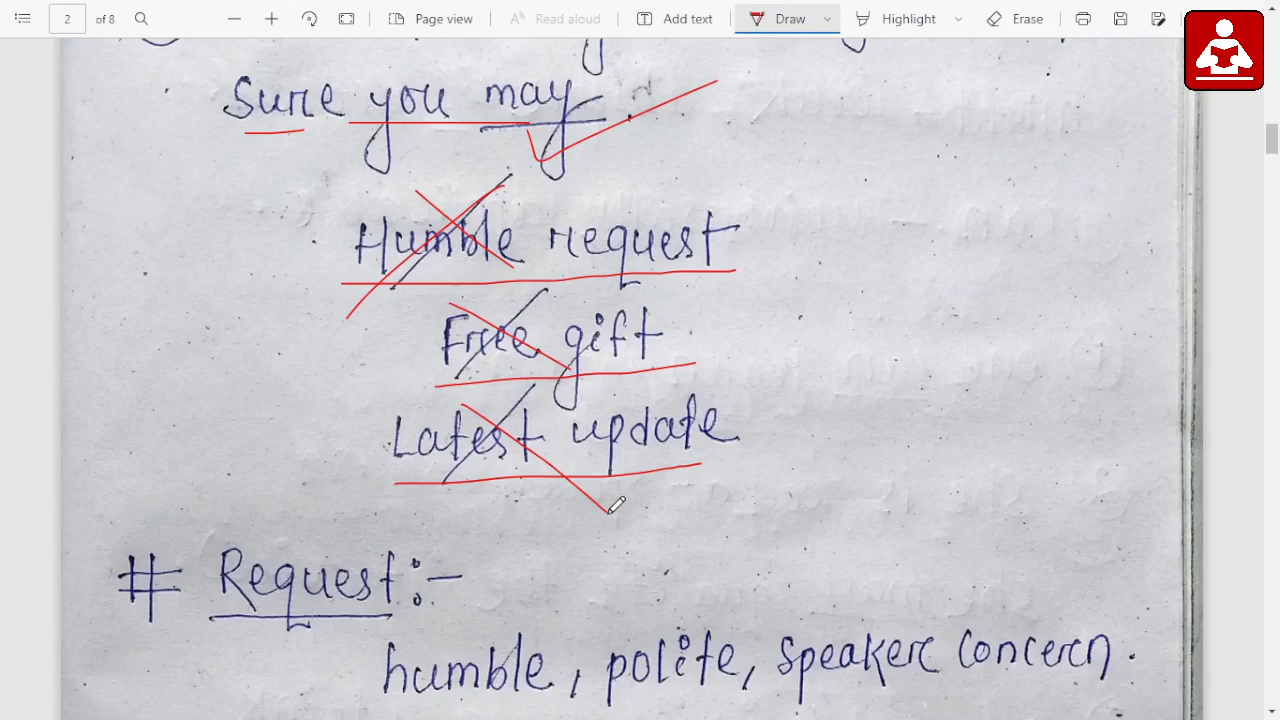 2 of 8 Page view Read aloud Add text Draw Highlight Erase
Sure you may
Humble request
Free gift
Latest update
# Request :-
humble, polite, speaker concern.